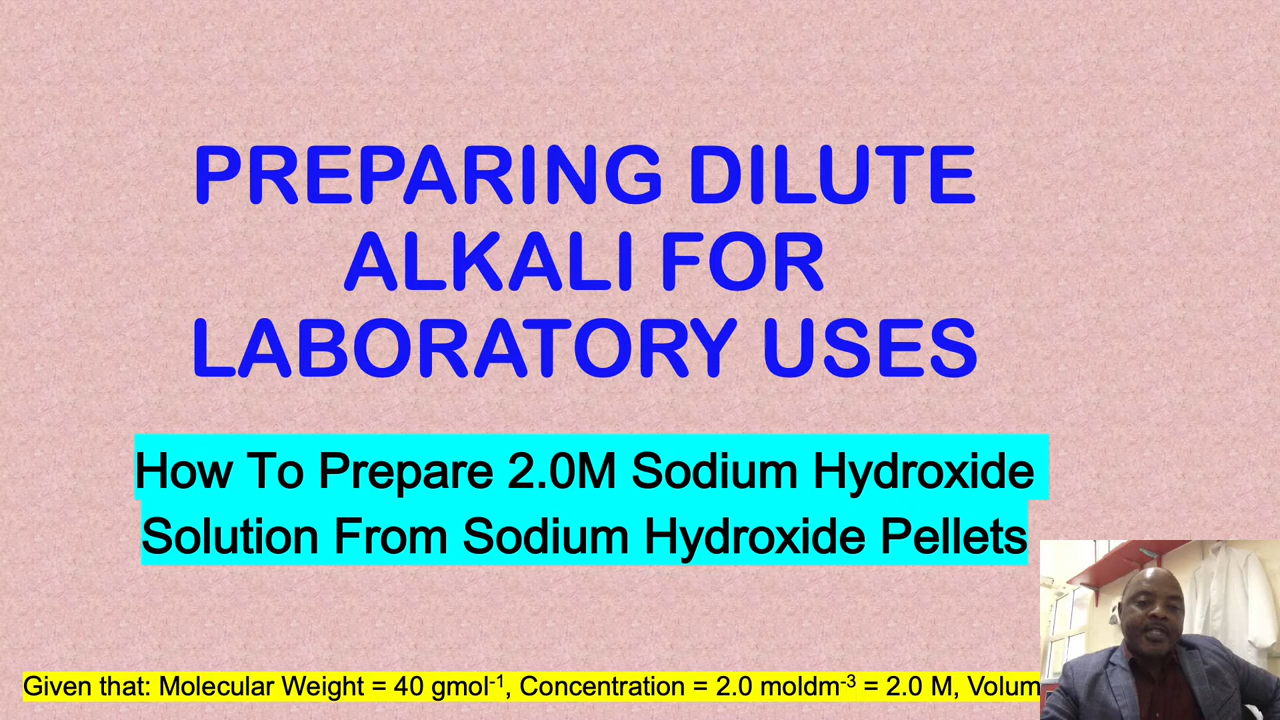 PREPARING DILUTE
ALKALI FOR
LABORATORY USES
How To Prepare 2.0M Sodium Hydroxide
Solution From Sodium Hydroxide Pellets
Given that: Molecular Weight = 40 gmol⁻¹, Concentration = 2.0 moldm⁻³ = 2.0 M, Volum